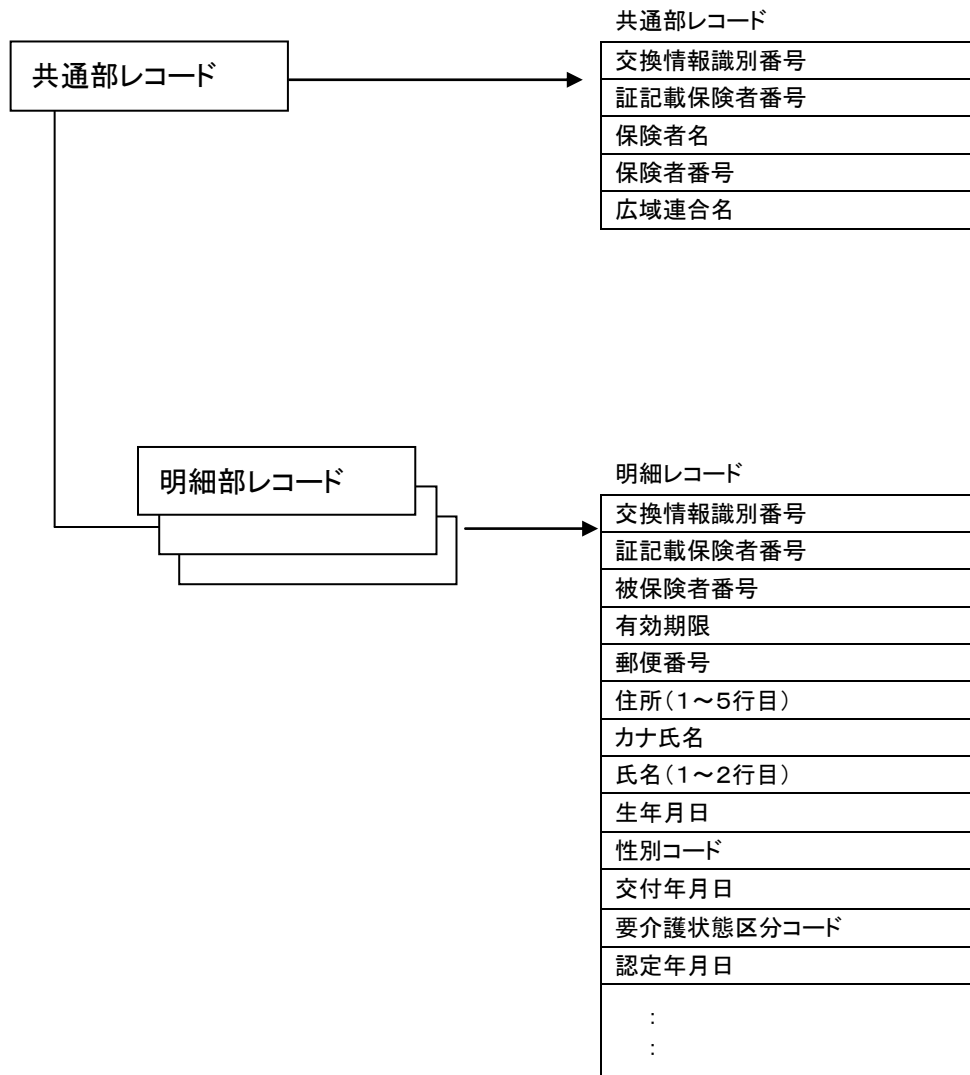 共通部レコード
共通部レコード
交換情報識別番号
証記載保険者番号
保険者名
保険者番号
広域連合名
明細部レコード
明細レコード
交換情報識別番号
証記載保険者番号
被保険者番号
有効期限
郵便番号
住所（１～５行目）
カナ氏名
氏名（１～２行目）
生年月日
性別コード
交付年月日
要介護状態区分コード
認定年月日
：
：